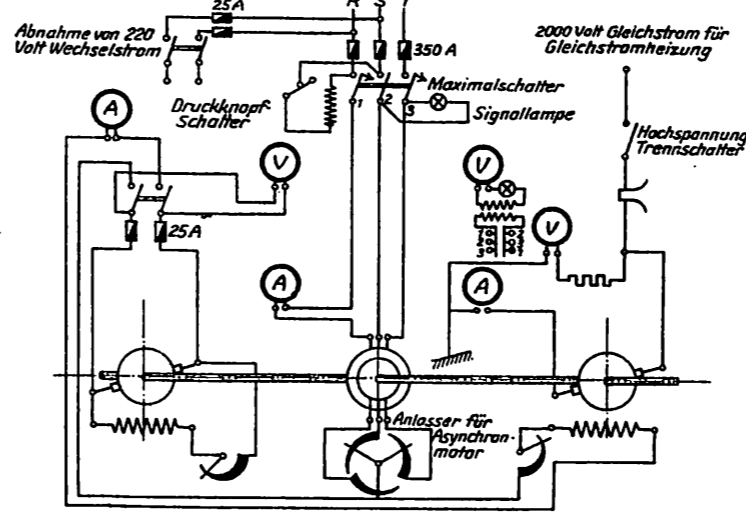 25A
R S T
Abnahme von 220
Volt Wechselstrom
350 A
2000 Volt Gleichstrom für
Gleichstromheizung
Maximalschalter
Druckknopf-
Schalter
1 2 3
Signallampe
A
Hochspannung
Trennschalter
V
V
25A
V
A
A
Anlasser für
Asynchron-
motor